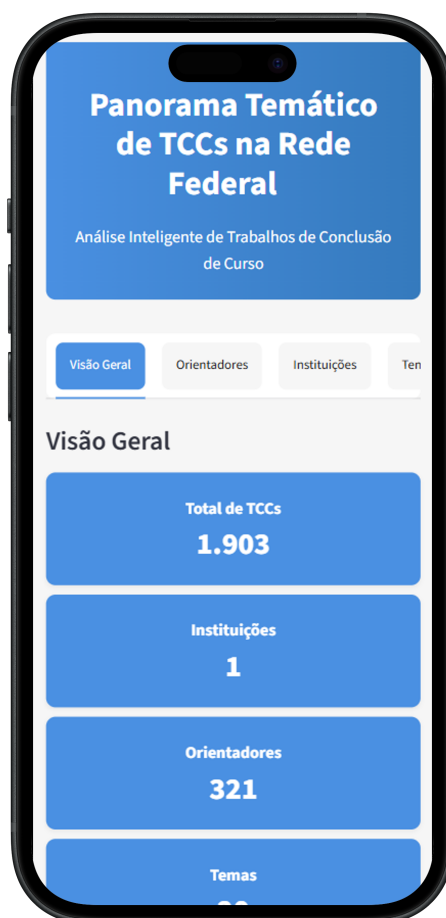 Panorama Temático
de TCCs na Rede
Federal
Análise Inteligente de Trabalhos de Conclusão
de Curso
Visão Geral
Orientadores
Instituições
Visão Geral
Total de TCCs
1.903
Instituições
1
Orientadores
321
Temas